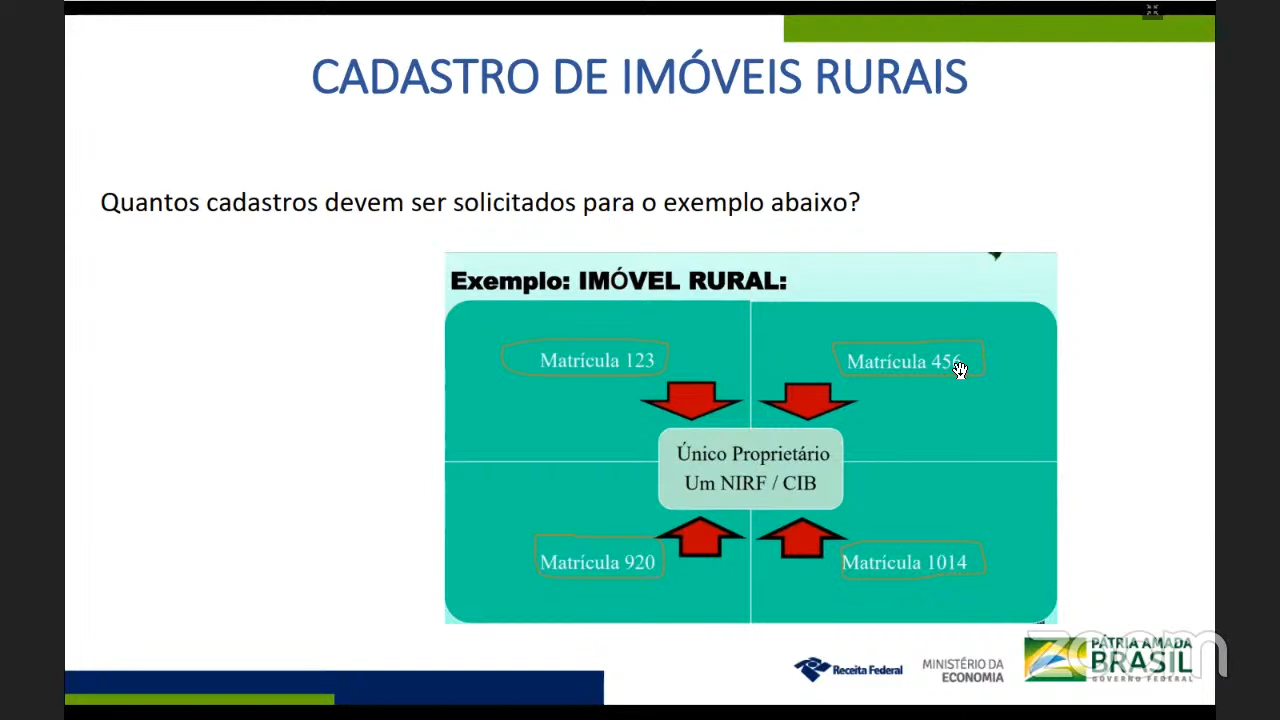 CADASTRO DE IMÓVEIS RURAIS
Quantos cadastros devem ser solicitados para o exemplo abaixo?
Exemplo: IMÓVEL RURAL:
Matrícula 123
Matrícula 456
Único Proprietário
Um NIRF / CIB
Matrícula 920
Matrícula 1014
Receita Federal
MINISTÉRIO DA
ECONOMIA
PÁTRIA AMADA
BRASIL
GOVERNO FEDERAL
zoom